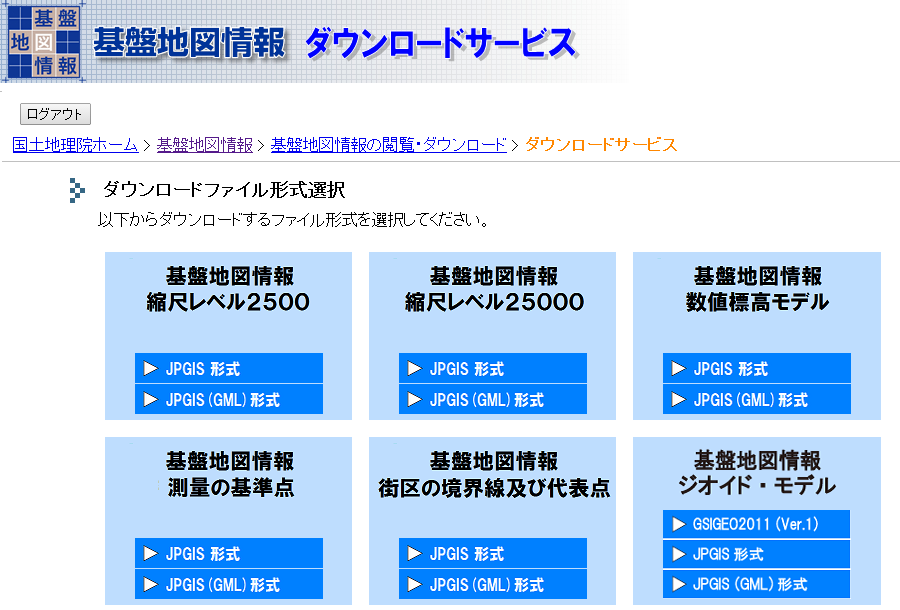 基盤
地図
情報
基盤地図情報 ダウンロードサービス
ログアウト
国土地理院ホーム > 基盤地図情報 > 基盤地図情報の閲覧・ダウンロード > ダウンロードサービス
ダウンロードファイル形式選択
以下からダウンロードするファイル形式を選択してください。
基盤地図情報
縮尺レベル2500
JPGIS 形式
JPGIS (GML) 形式
基盤地図情報
縮尺レベル25000
JPGIS 形式
JPGIS (GML) 形式
基盤地図情報
数値標高モデル
JPGIS 形式
JPGIS (GML) 形式
基盤地図情報
測量の基準点
JPGIS 形式
JPGIS (GML) 形式
基盤地図情報
街区の境界線及び代表点
JPGIS 形式
JPGIS (GML) 形式
基盤地図情報
ジオイド・モデル
GSIGEO2011 (Ver.1)
JPGIS 形式
JPGIS (GML) 形式